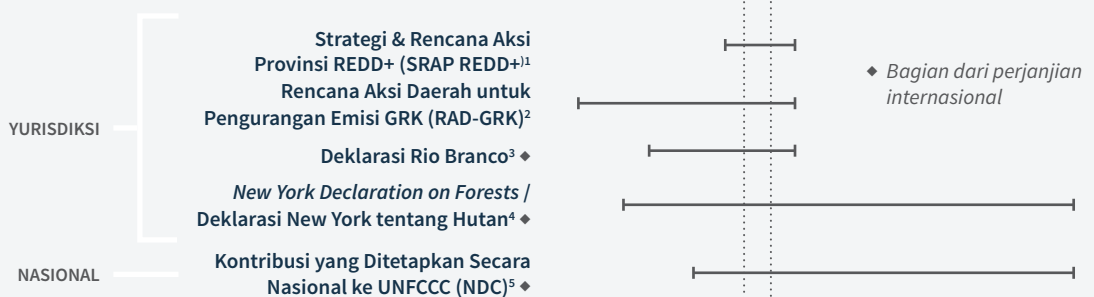 Strategi & Rencana Aksi
Provinsi REDD+ (SRAP REDD+)¹
Rencana Aksi Daerah untuk
Pengurangan Emisi GRK (RAD-GRK)²
YURISDIKSI
Deklarasi Rio Branco³ ◆
New York Declaration on Forests /
Deklarasi New York tentang Hutan⁴ ◆
NASIONAL
Kontribusi yang Ditetapkan Secara
Nasional ke UNFCCC (NDC)⁵ ◆
◆ Bagian dari perjanjian
internasional